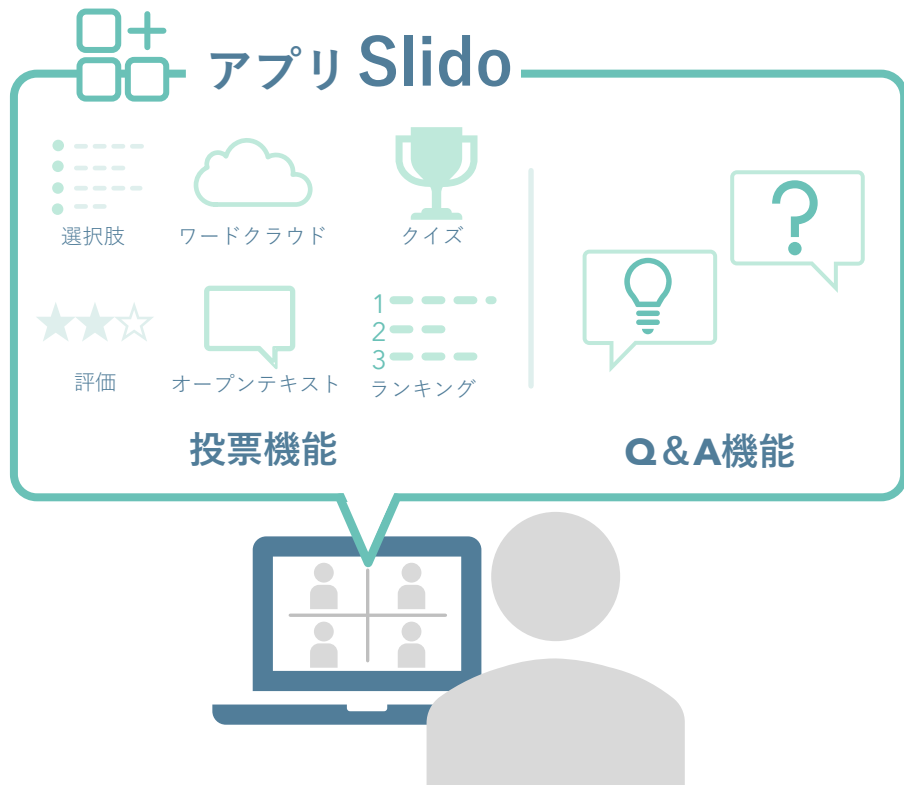 アプリ Slido
選択肢
ワードクラウド
クイズ
評価
オープンテキスト
1
2
3
ランキング
投票機能
?
Q&A機能